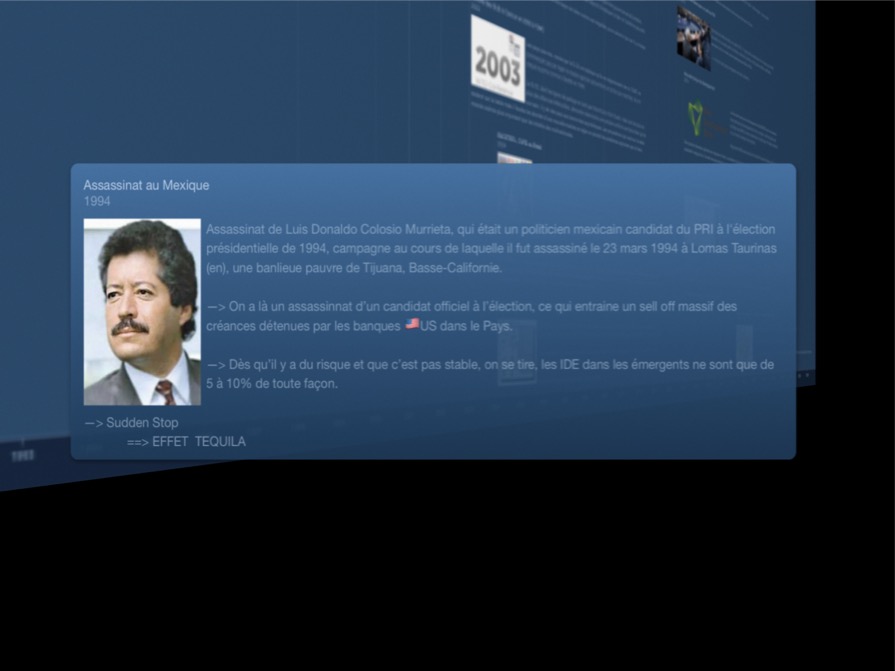 2003
Assassinat au Mexique
1994
Assassinat de Luis Donaldo Colosio Murrieta, qui était un politicien mexicain candidat du PRI à l'élection
présidentielle de 1994, campagne au cours de laquelle il fut assassiné le 23 mars 1994 à Lomas Taurinas
(en), une banlieue pauvre de Tijuana, Basse-Californie.
—> On a là un assassinnat d'un candidat officiel à l'élection, ce qui entraine un sell off massif des
créances détenues par les banques 🇺🇸US dans le Pays.
—> Dès qu'il y a du risque et que c'est pas stable, on se tire, les IDE dans les émergents ne sont que de
5 à 10% de toute façon.
—> Sudden Stop
==> EFFET TEQUILA